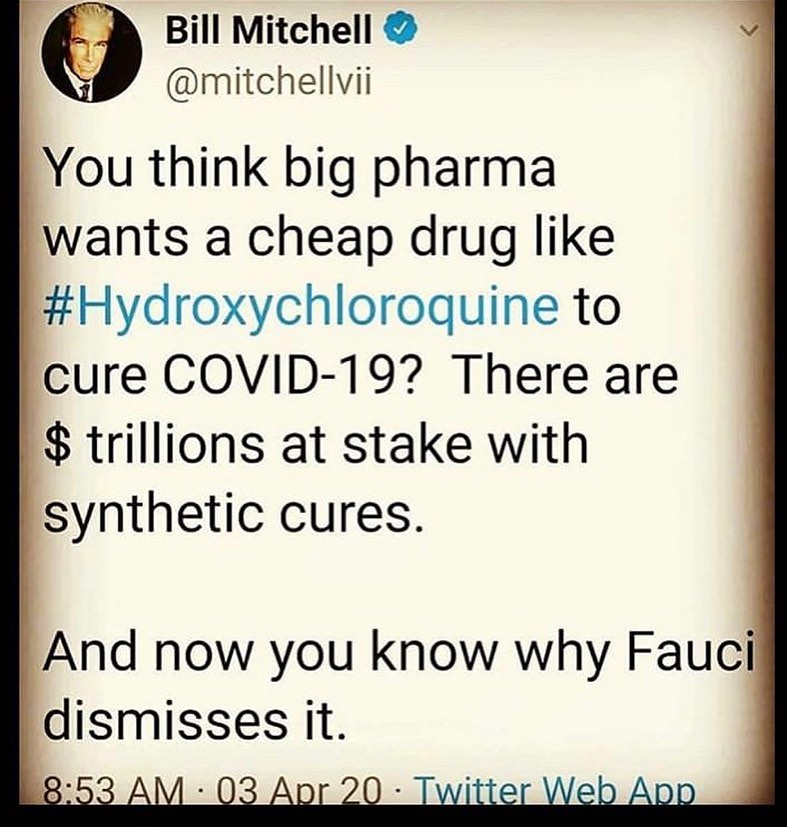 Bill Mitchell
@mitchellvii
You think big pharma
wants a cheap drug like
#Hydroxychloroquine to
cure COVID-19?  There are
$ trillions at stake with
synthetic cures.
And now you know why Fauci
dismisses it.
8:53 AM · 03 Apr 20 · Twitter Web App